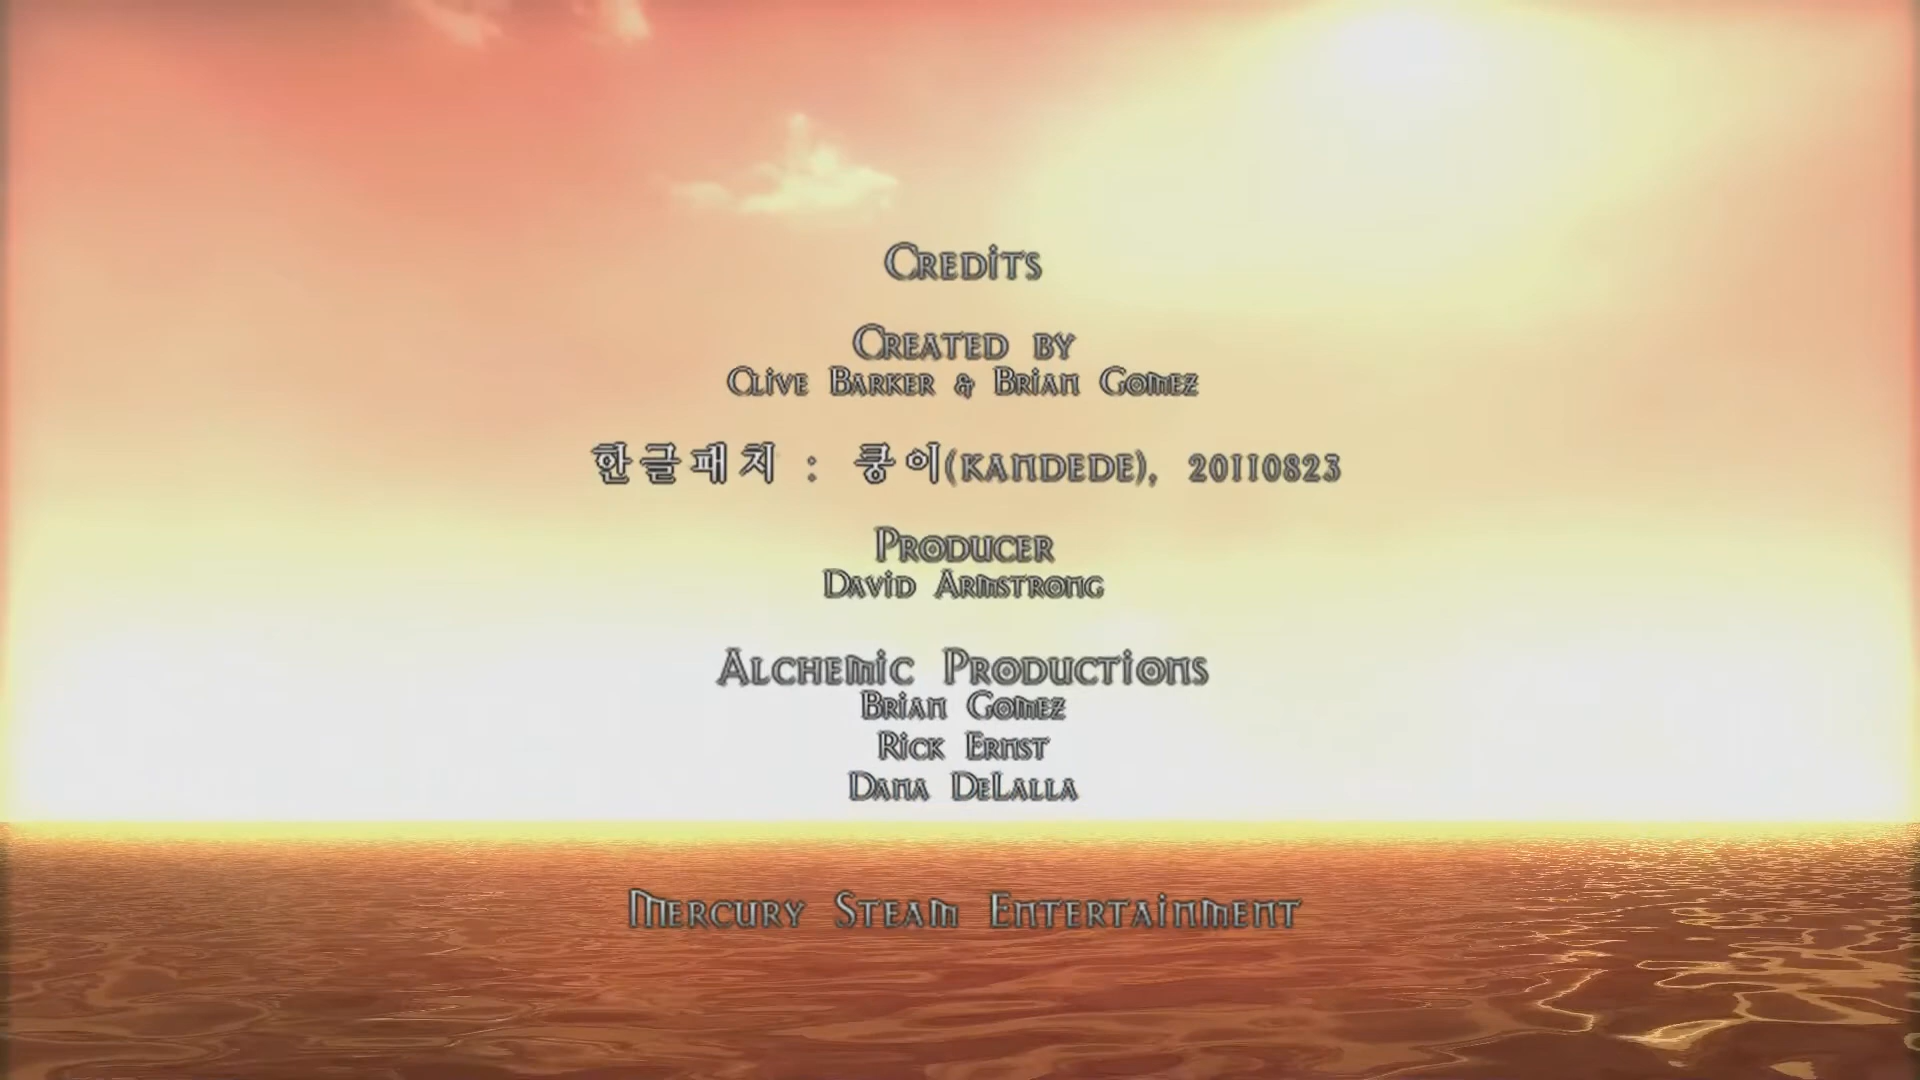 Credits
Created by
Clive Barker & Brian Gomez
한글패치 : 쿵이(kandede), 20110823
Producer
David Armstrong
Alchemic Productions
Brian Gomez
Rick Ernst
Dana DeLalla
Mercury Steam Entertainment